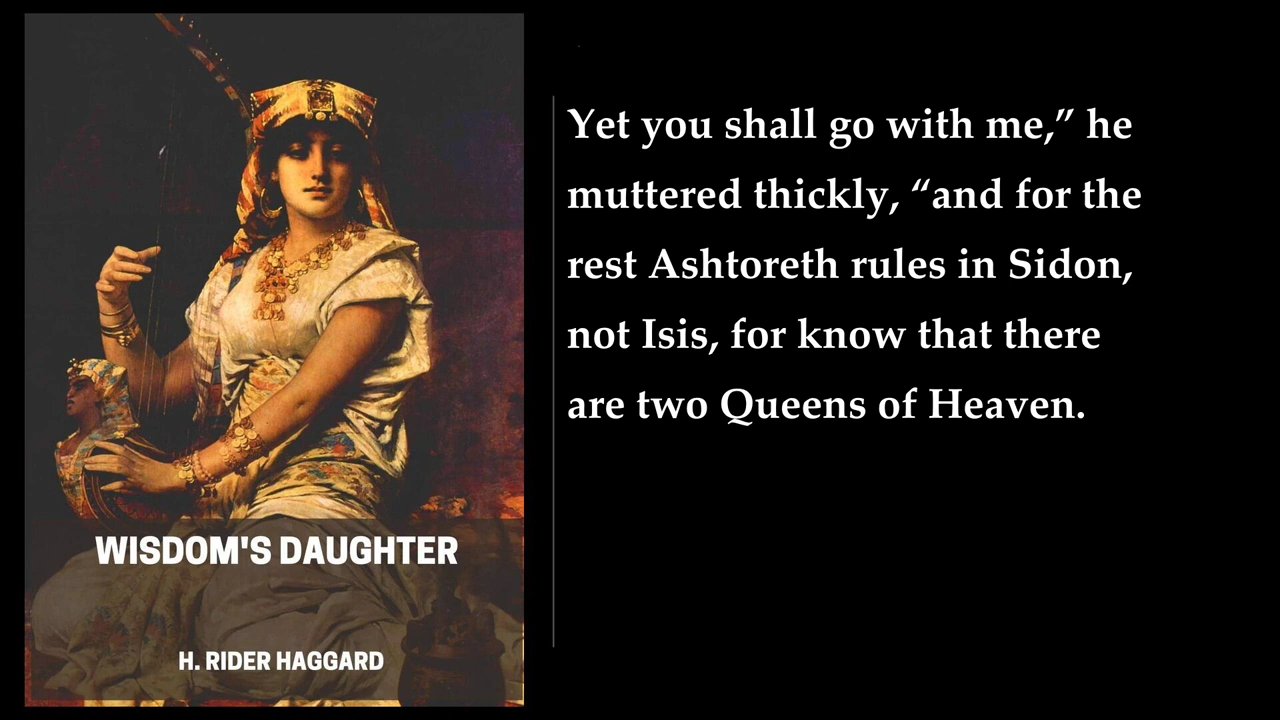 WISDOM'S DAUGHTER
H. RIDER HAGGARD
Yet you shall go with me,” he
muttered thickly, “and for the
rest Ashtoreth rules in Sidon,
not Isis, for know that there
are two Queens of Heaven.